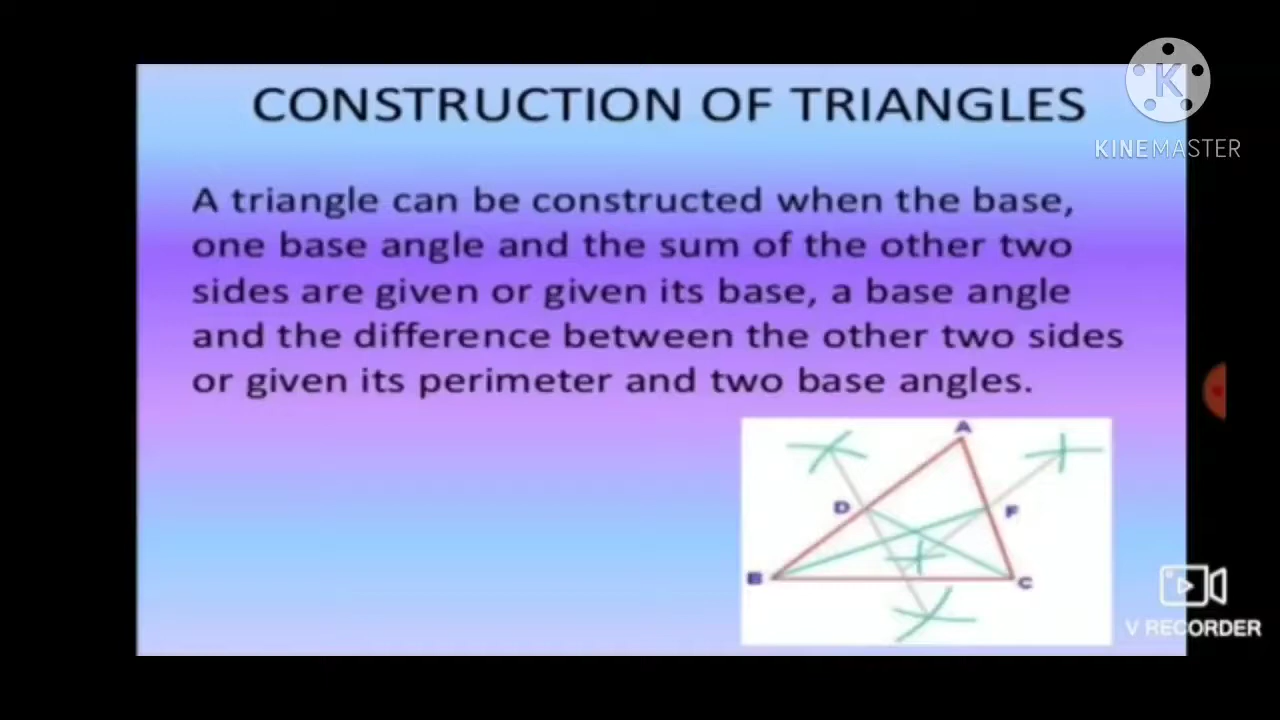 CONSTRUCTION OF TRIANGLES
K
KINEMASTER
A triangle can be constructed when the base,
one base angle and the sum of the other two
sides are given or given its base, a base angle
and the difference between the other two sides
or given its perimeter and two base angles.
A
D
F
B
C
V RECORDER